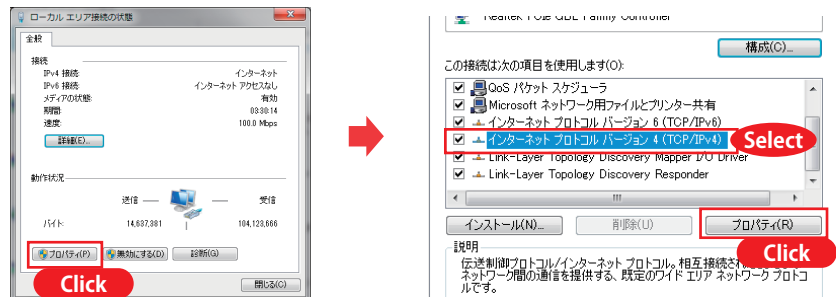 ローカル エリア接続の状態
全般
接続
IPv4 接続: インターネット
IPv6 接続: インターネット アクセスなし
メディアの状態: 有効
期間: 03:30:14
速度: 100.0 Mbps
詳細(E)...
動作状況
送信 — — 受信
バイト: 14,637,381 104,123,666
プロパティ(P) 無効にする(D) 診断(G)
Click
閉じる(C)
Realtek PCIe GBE Family Controller
構成(C)...
この接続は次の項目を使用します(O):
QoS パケット スケジューラ
Microsoft ネットワーク用ファイルとプリンター共有
インターネット プロトコル バージョン 6 (TCP/IPv6)
インターネット プロトコル バージョン 4 (TCP/IPv4) Select
Link-Layer Topology Discovery Mapper I/O Driver
Link-Layer Topology Discovery Responder
インストール(N)... 削除(U) プロパティ(R)
Click
説明
伝送制御プロトコル/インターネット プロトコル。相互接続され
ネットワーク間の通信を提供する、既定のワイド エリア ネットワーク プロトコ
ルです。